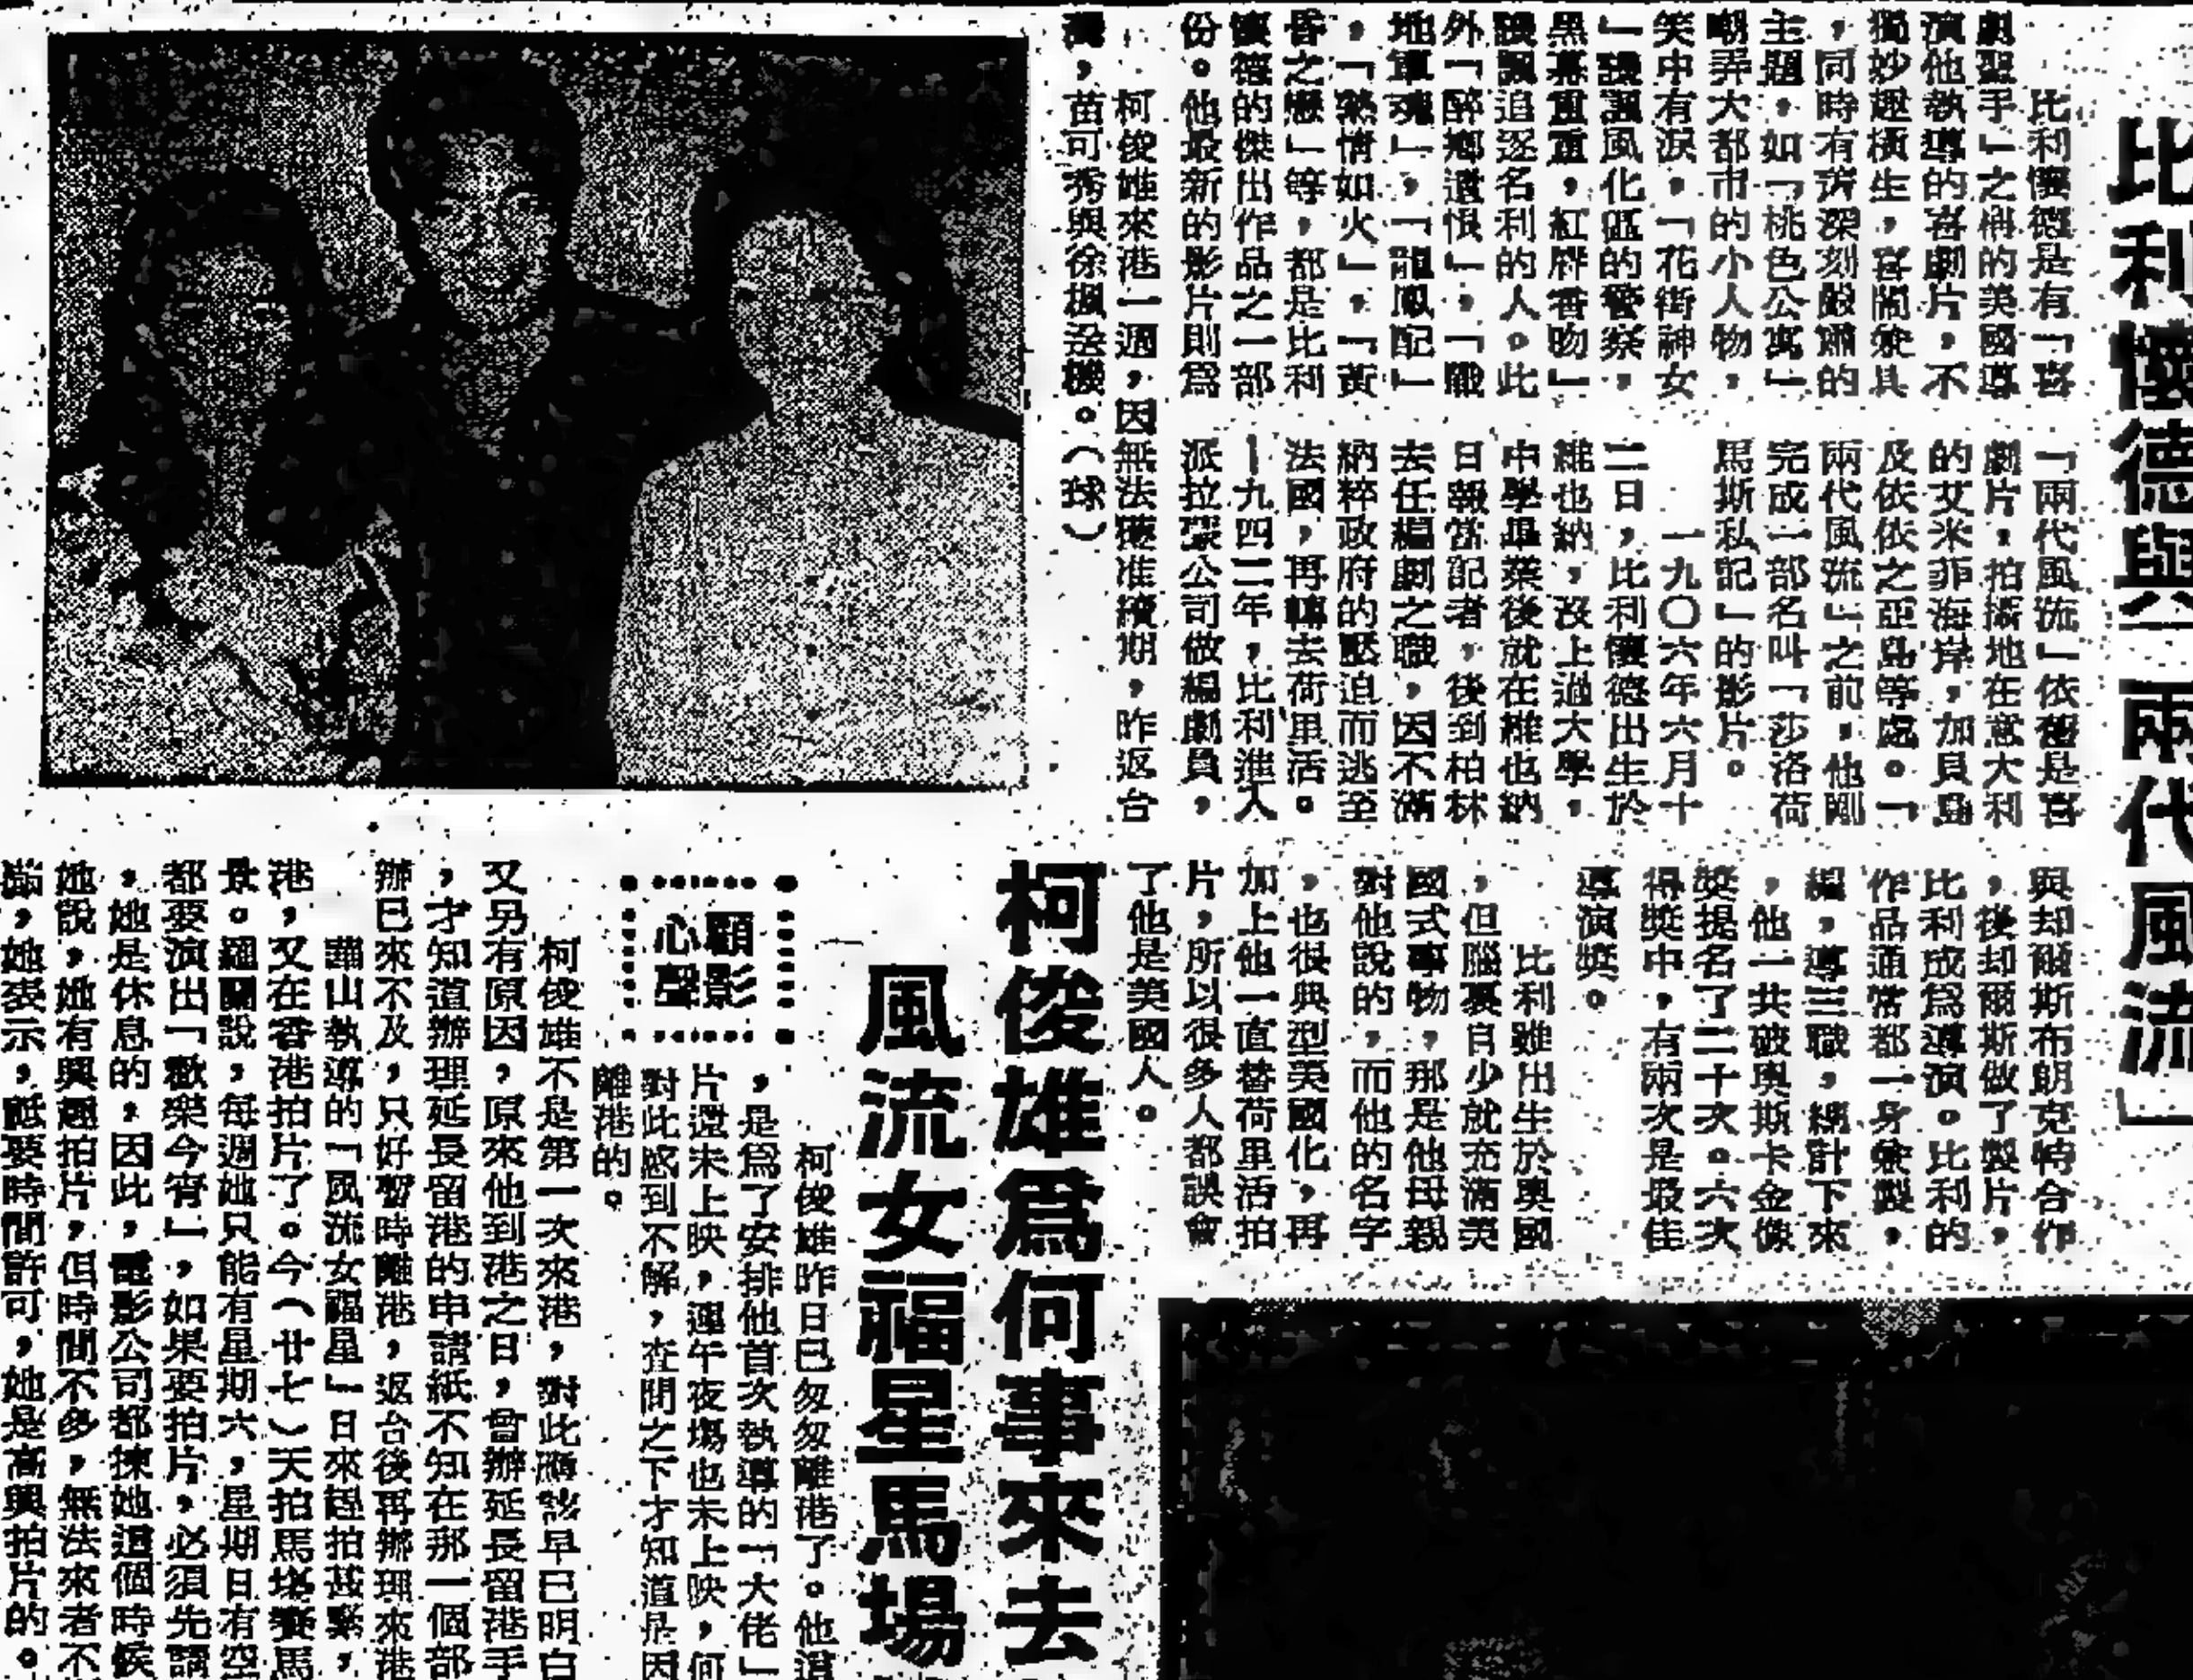 比利懷德與「兩代風流」
比利懷德是有「喜
劇聖手」之稱的美國導
演他執導的喜劇片，不
獨妙趣橫生，喜鬧兼具
，同時有着深刻嚴肅的
主題，如「桃色公寓」
嘲弄大都市的小人物，
笑中有淚，「花街神女
」譏諷風化區的警察，
黑幕重重，紅屏香吻」
譏諷追逐名利的人。此
外「醉鄉遺恨」，「戰
地軍魂」，「龍鳳配」
，「熱情如火」，「黃
昏之戀」等，都是比利
懷德的傑出作品之一部
份。他最新的影片則爲
「兩代風流」依舊是喜
劇片，拍攝地在意大利
的艾米菲海岸，加貝島
及依依之亞島等處。「
兩代風流」之前，他剛
完成一部名叫「莎洛荷
馬斯私記」的影片。
一九〇六年六月十
二日，比利懷德出生於
維也納，沒上過大學，
中學畢業後就在維也納
日報當記者，後到柏林
去任編劇之職，因不滿
納粹政府的壓迫而逃至
法國，再轉去荷里活。
一九四二年，比利進入
派拉蒙公司做編劇員，
與却爾斯布朗克特合作
，後却爾斯做了製片，
比利成爲導演。比利的
作品通常都一身兼製，
編，導三職，總計下來
，他一共破奧斯卡金像
獎提名了二十次。六次
得獎中，有兩次是最佳
導演獎。
比利雖出生於奧國
，但腦裏自少就充滿美
國式事物，那是他母親
對他說的，而他的名字
，也很典型美國化，再
加上他一直替荷里活拍
片，所以很多人都誤會
了他是美國人。
柯俊雄來港一週，因無法獲准續期，昨返台
灣，苗可秀與徐楓送機。（球）
柯俊雄爲何事來去
風流女福星馬場
顧影
心聲
柯俊雄昨日已匆匆離港了。他這
，是爲了安排他首次執導的「大佬」
片還未上映，連午夜場也未上映，何
對此感到不解，查問之下才知道是因
離港的。
柯俊雄不是第一次來港，對此應該早已明白
又另有原因，原來他到港之日，曾辦延長留港手
，才知道辦理延長留港的申請紙不知在那一個部
辦已來不及，只好暫時離港，返台後再辦理來港
蕭山執導的「風流女福星」日來趕拍甚緊，
港，又在香港拍片了。今（廿七）天拍馬場賽馬
景。羅蘭說，每週她只能有星期六，星期日有空
都要演出「歡樂今宵」，如果要拍片，必須先請
，她是休息的，因此，電影公司都揀她這個時候
她說，她有興趣拍片，但時間不多，無法來者不
，她表示，祗要時間許可，她是高興拍片的。